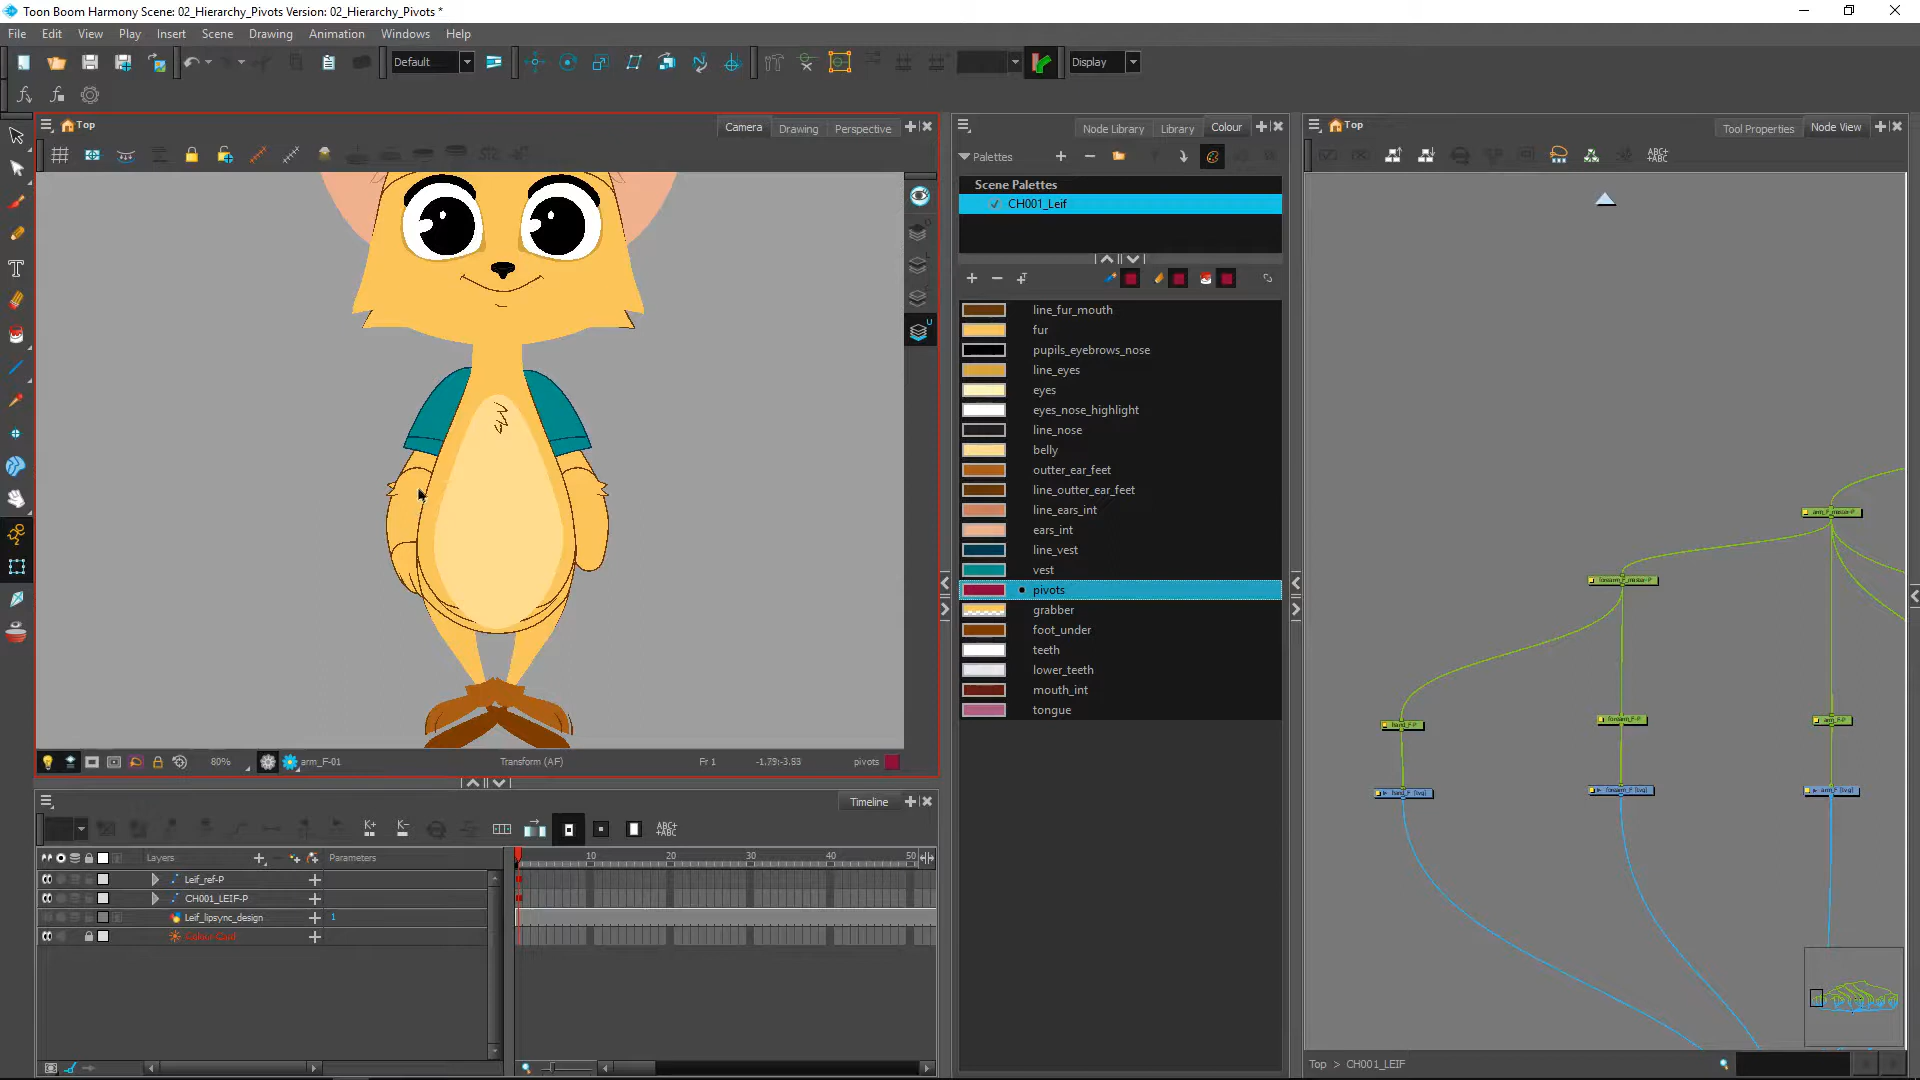 Toon Boom Harmony Scene: 02_Hierarchy_Pivots Version: 02_Hierarchy_Pivots *
File Edit View Play Insert Scene Drawing Animation Windows Help
Default
Display
Top
Camera Drawing Perspective
80%
arm_F-01
Transform (AF)
Fr 1
pivots
Node Library Library Colour
Palettes
Scene Palettes
CH001_Leif
line_fur_mouth
fur
pupils_eyebrows_nose
line_eyes
eyes
eyes_nose_highlight
line_nose
belly
outter_ear_feet
line_outter_ear_feet
line_ears_int
ears_int
line_vest
vest
pivots
grabber
foot_under
teeth
lower_teeth
mouth_int
tongue
Top
Tool Properties Node View
ABC+
+ABC
Top > CH001_LEIF
Timeline
K+ K-
Layers Parameters
10 20 30 40 50
Leif_ref-P
CH001_LEIF-P
Leif_lipsync_design 1
Colour-Card